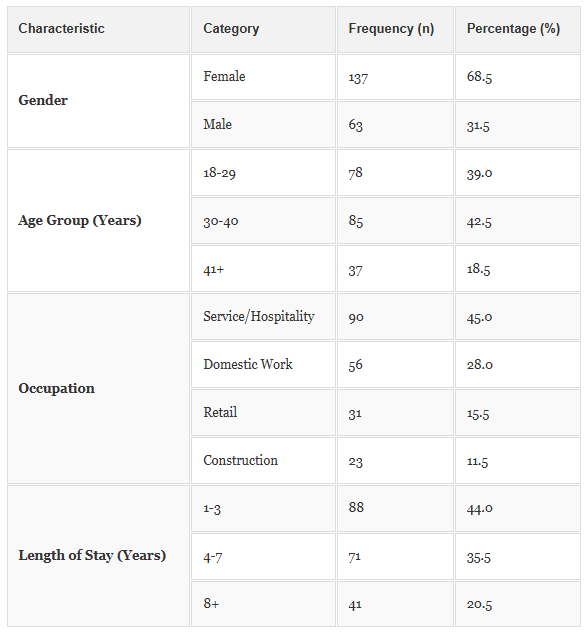 Characteristic Category Frequency (n) Percentage (%)
Gender Female 137 68.5
Male 63 31.5
Age Group (Years) 18-29 78 39.0
30-40 85 42.5
41+ 37 18.5
Occupation Service/Hospitality 90 45.0
Domestic Work 56 28.0
Retail 31 15.5
Construction 23 11.5
Length of Stay (Years) 1-3 88 44.0
4-7 71 35.5
8+ 41 20.5